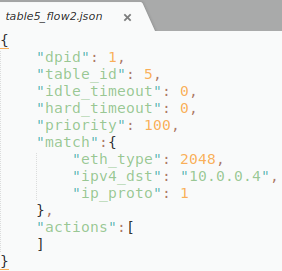 table5_flow2.json ×
{
    "dpid": 1,
    "table_id": 5,
    "idle_timeout": 0,
    "hard_timeout": 0,
    "priority": 100,
    "match":{
        "eth_type": 2048,
        "ipv4_dst": "10.0.0.4",
        "ip_proto": 1
    },
    "actions":[
    ]
}